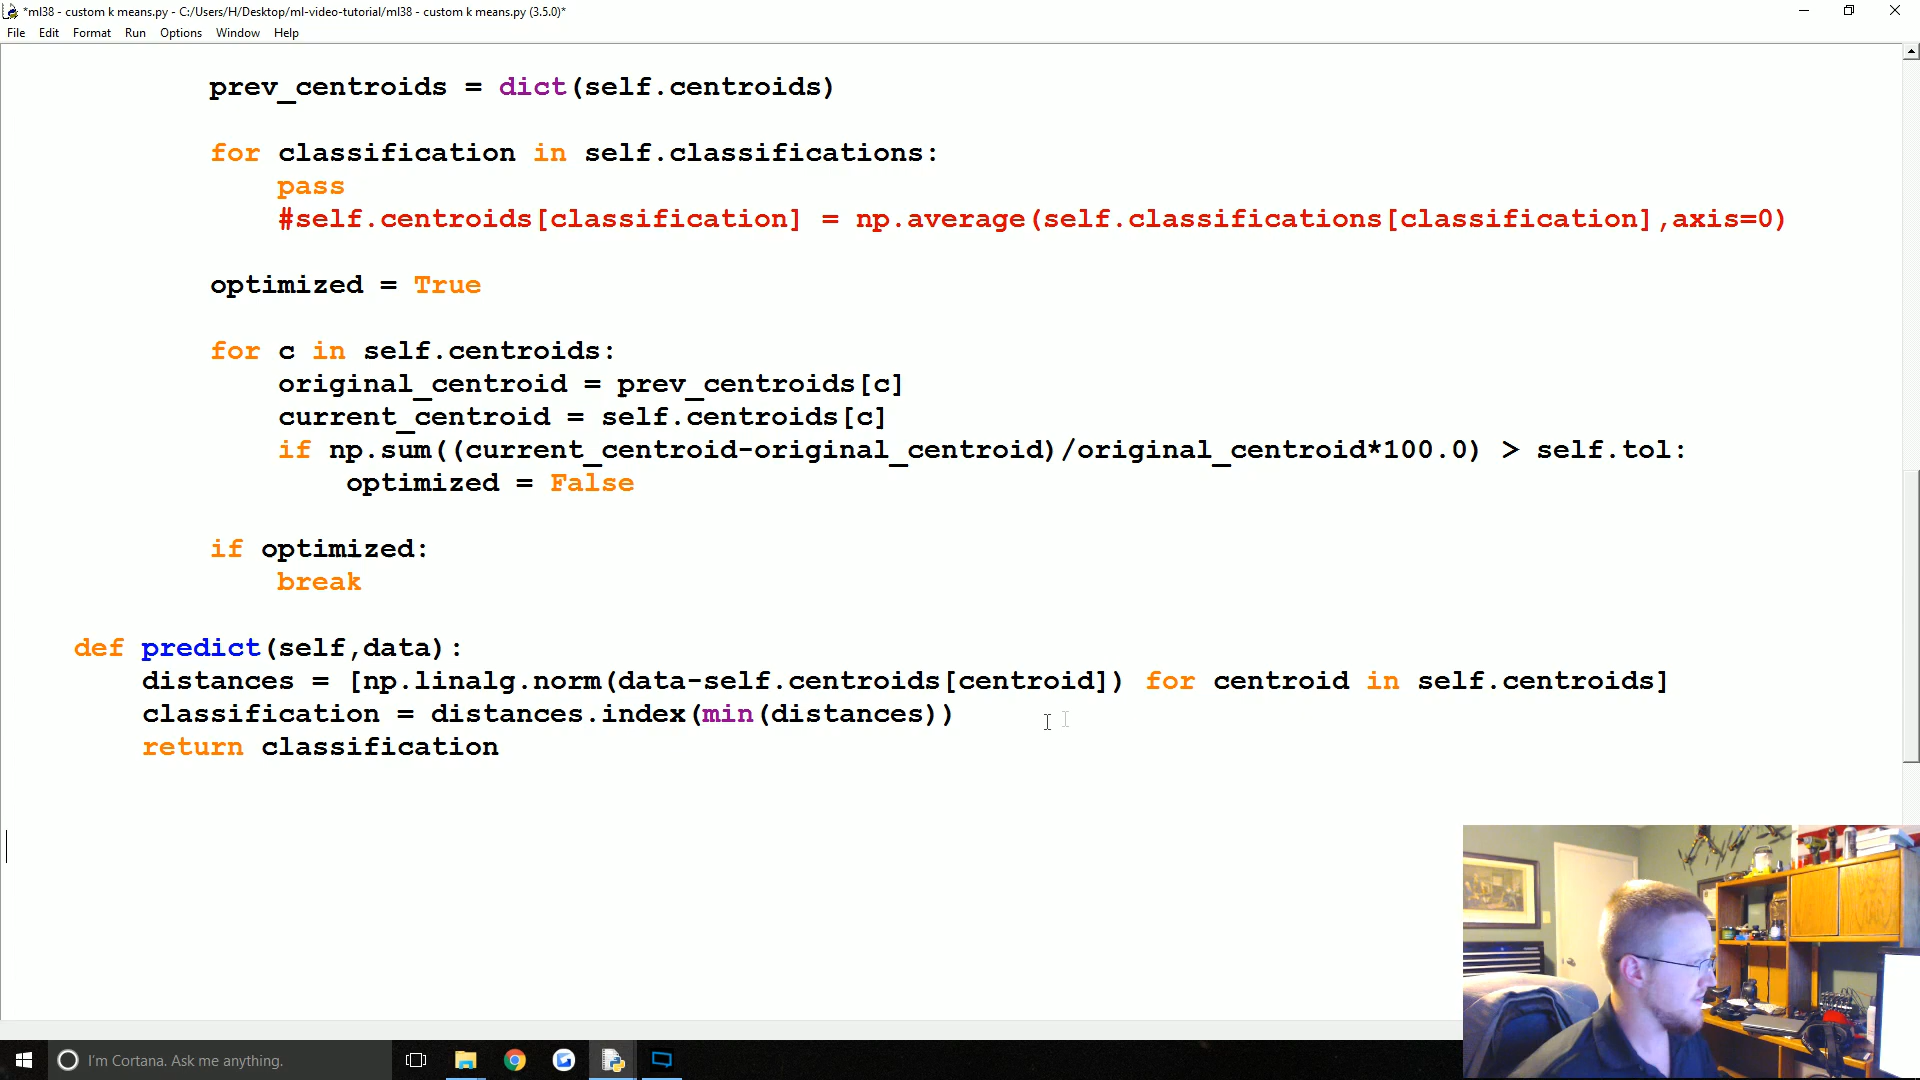 *ml38 - custom k means.py - C:/Users/H/Desktop/ml-video-tutorial/ml38 - custom k means.py (3.5.0)*
File Edit Format Run Options Window Help
prev_centroids = dict(self.centroids)
for classification in self.classifications:
pass
#self.centroids[classification] = np.average(self.classifications[classification],axis=0)
optimized = True
for c in self.centroids:
original_centroid = prev_centroids[c]
current_centroid = self.centroids[c]
if np.sum((current_centroid-original_centroid)/original_centroid*100.0) > self.tol:
optimized = False
if optimized:
break
def predict(self,data):
distances = [np.linalg.norm(data-self.centroids[centroid]) for centroid in self.centroids]
classification = distances.index(min(distances))
return classification
I'm Cortana. Ask me anything.